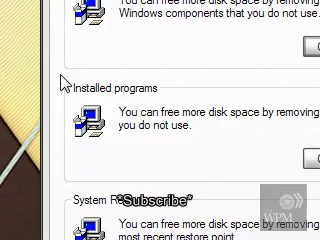 You can free more disk space by removing
Windows components that you do not use.
Installed programs
You can free more disk space by removing
you do not use.
System R
*Subscribe*
WPM
You can free more disk space by removing
most recent restore point.